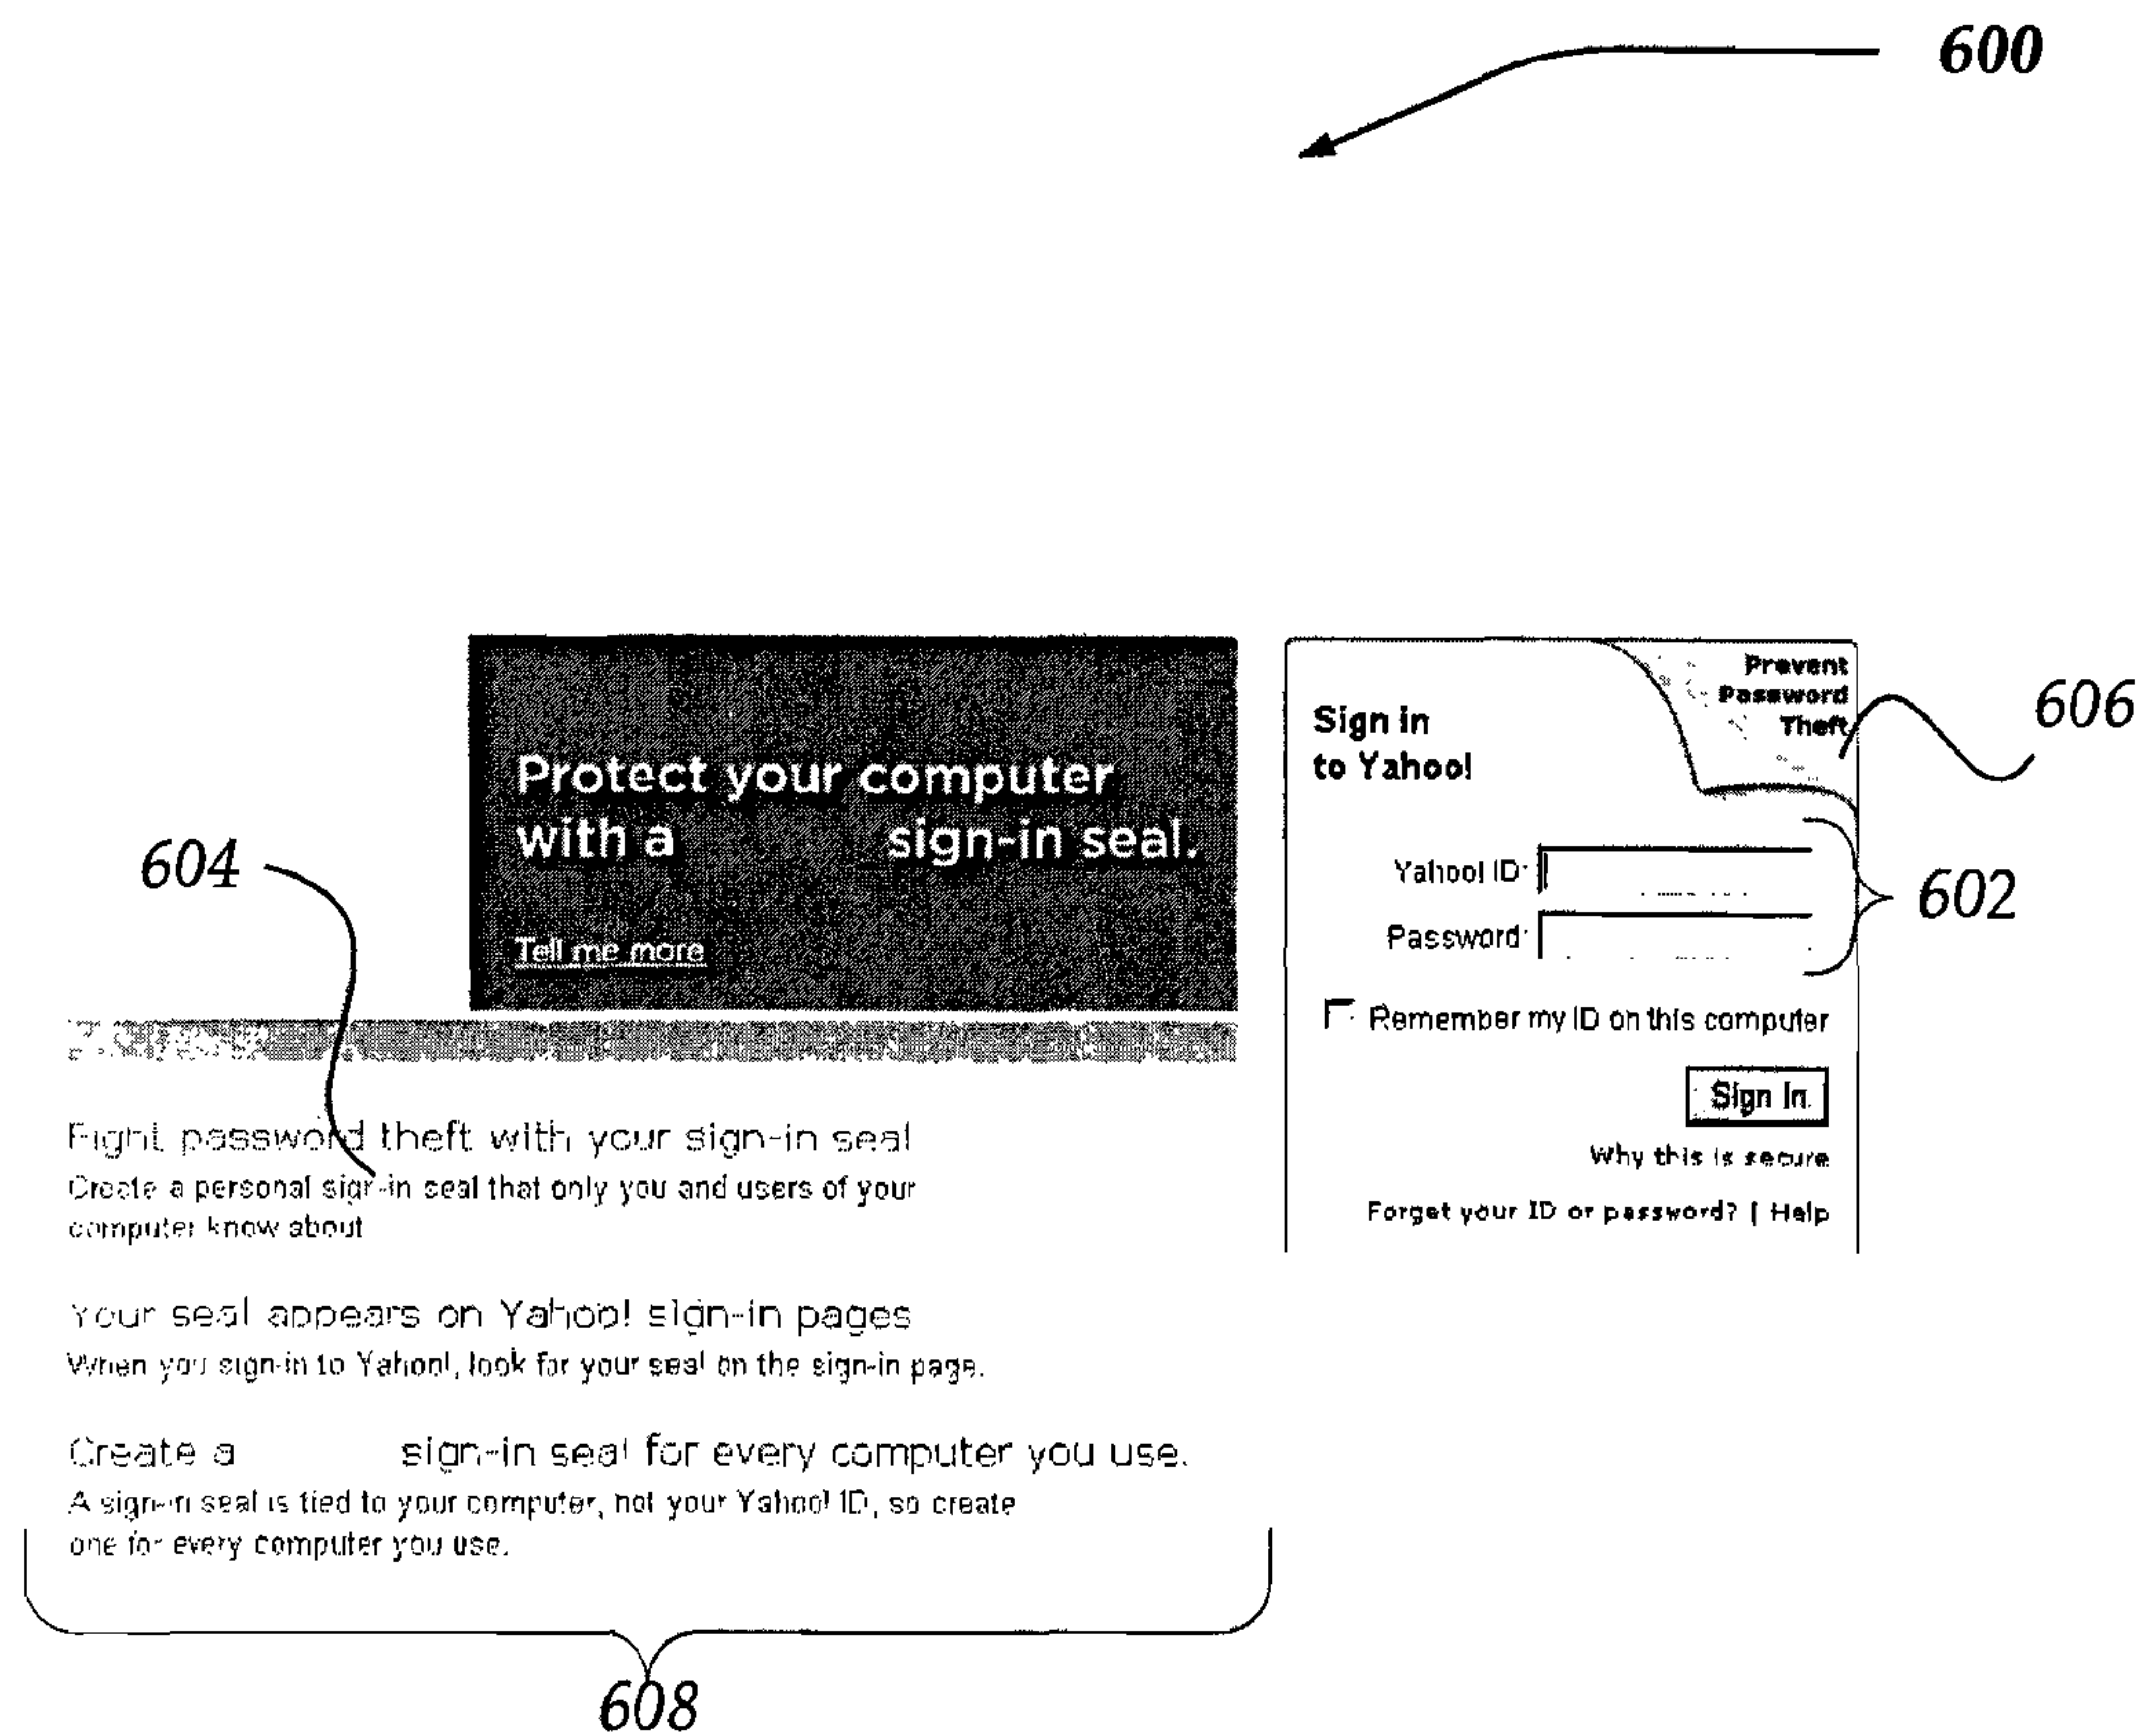 600
Protect your computer
with a sign-in seal.
Tell me more
604
Fight password theft with your sign-in seal
Create a personal sign-in seal that only you and users of your
computer know about
Your seal appears on Yahoo! sign-in pages
When you sign-in to Yahoo!, look for your seal on the sign-in page.
Create a sign-in seal for every computer you use.
A sign-in seal is tied to your computer, not your Yahoo! ID, so create
one for every computer you use.
608
Prevent
Password
Theft
606
Sign in
to Yahoo!
Yahoo! ID:
Password:
602
Remember my ID on this computer
Sign In
Why this is secure
Forget your ID or password? | Help